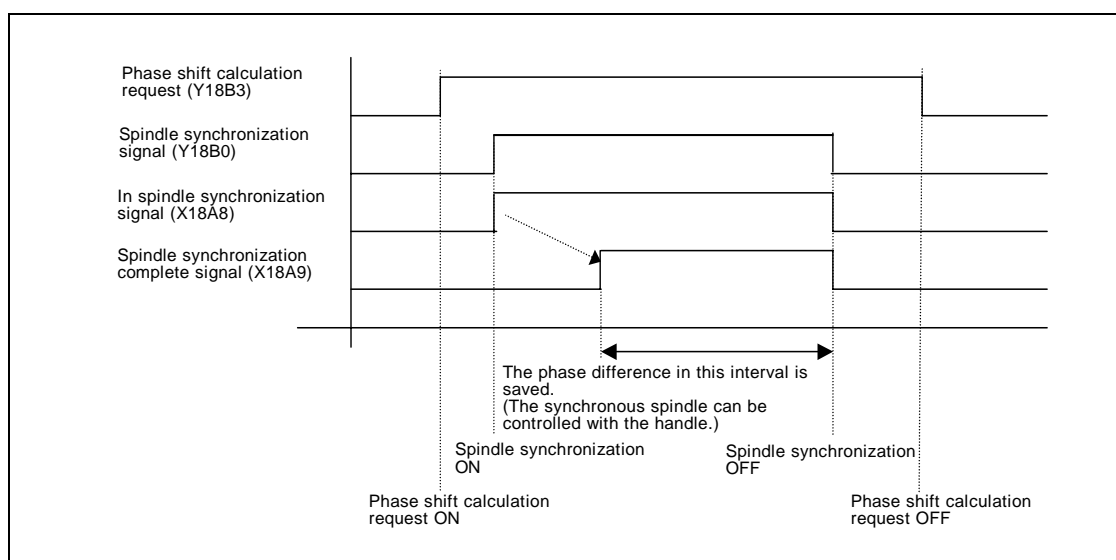 Phase shift calculation
request (Y18B3)
Spindle synchronization
signal (Y18B0)
In spindle synchronization
signal (X18A8)
Spindle synchronization
complete signal (X18A9)
The phase difference in this interval is
saved.
(The synchronous spindle can be
controlled with the handle.)
Spindle synchronization
ON
Spindle synchronization
OFF
Phase shift calculation
request ON
Phase shift calculation
request OFF